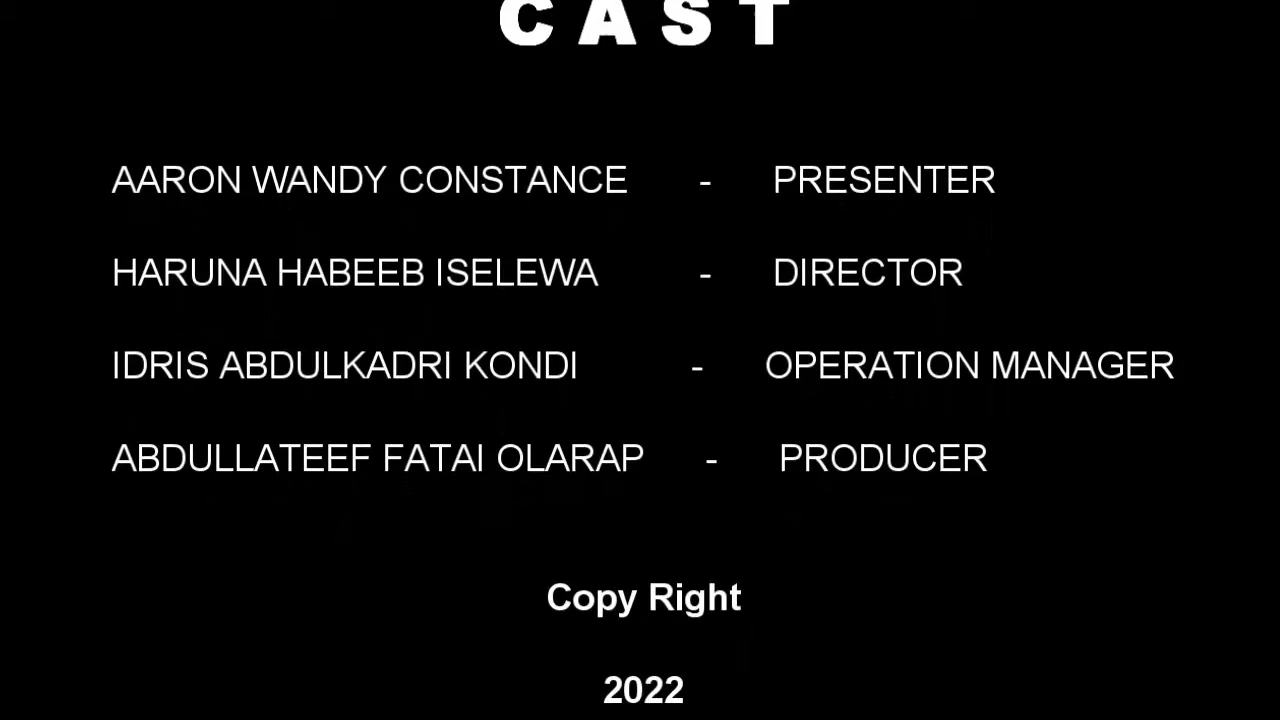 CAST
AARON WANDY CONSTANCE - PRESENTER
HARUNA HABEEB ISELEWA - DIRECTOR
IDRIS ABDULKADRI KONDI - OPERATION MANAGER
ABDULLATEEF FATAI OLARAP - PRODUCER
Copy Right
2022